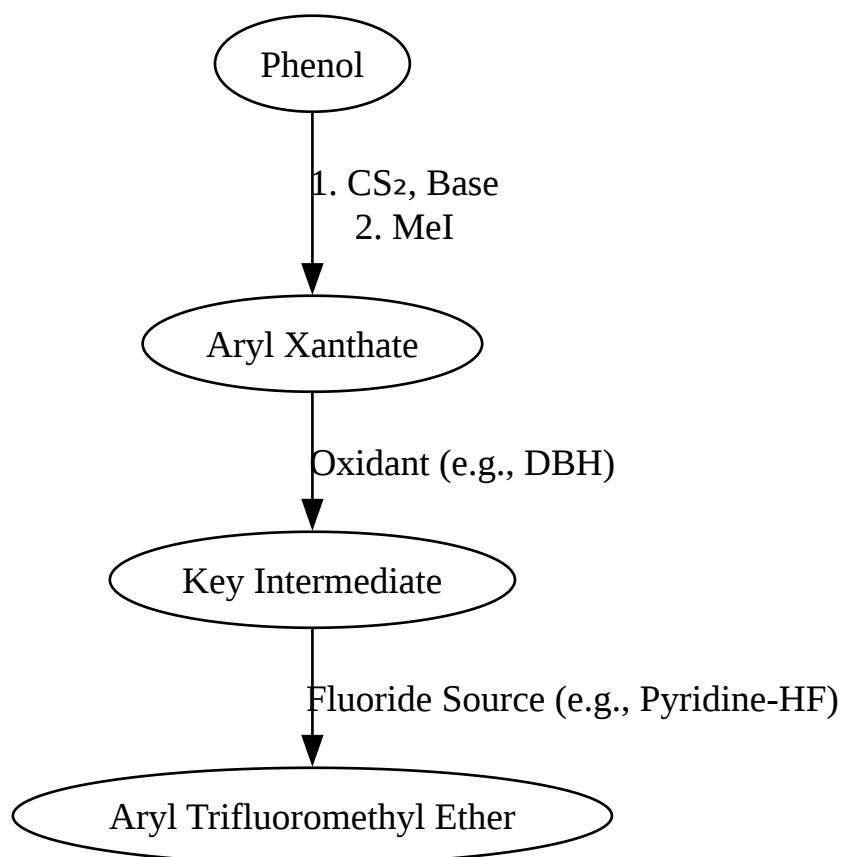 Phenol
1. CS₂, Base
2. MeI
Aryl Xanthate
Oxidant (e.g., DBH)
Key Intermediate
Fluoride Source (e.g., Pyridine-HF)
Aryl Trifluoromethyl Ether